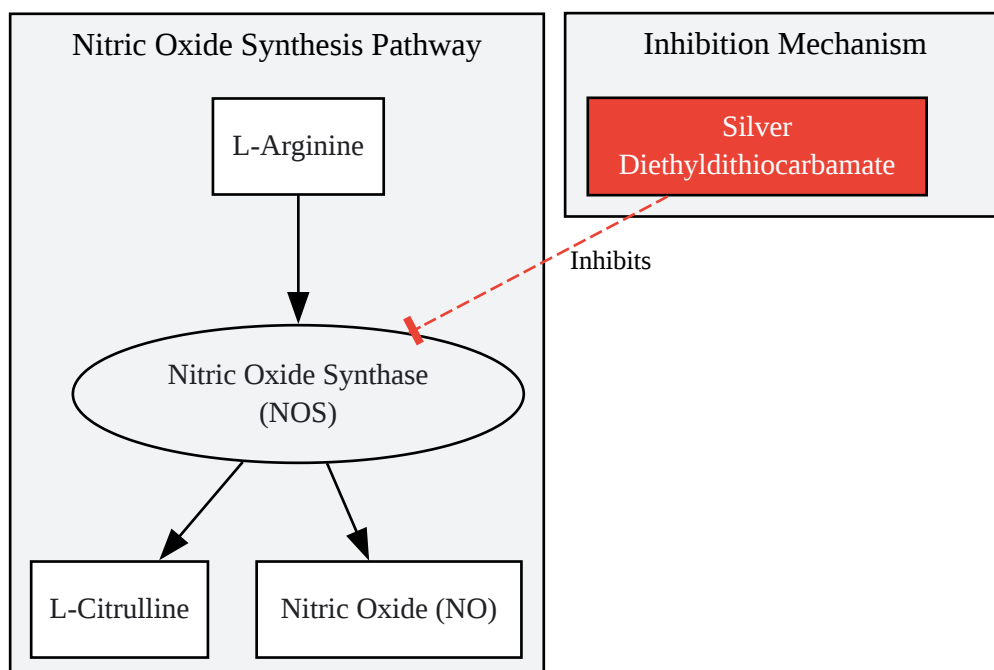 Nitric Oxide Synthesis Pathway
L-Arginine
Nitric Oxide Synthase
(NOS)
L-Citrulline
Nitric Oxide (NO)
Inhibition Mechanism
Silver
Diethyldithiocarbamate
Inhibits